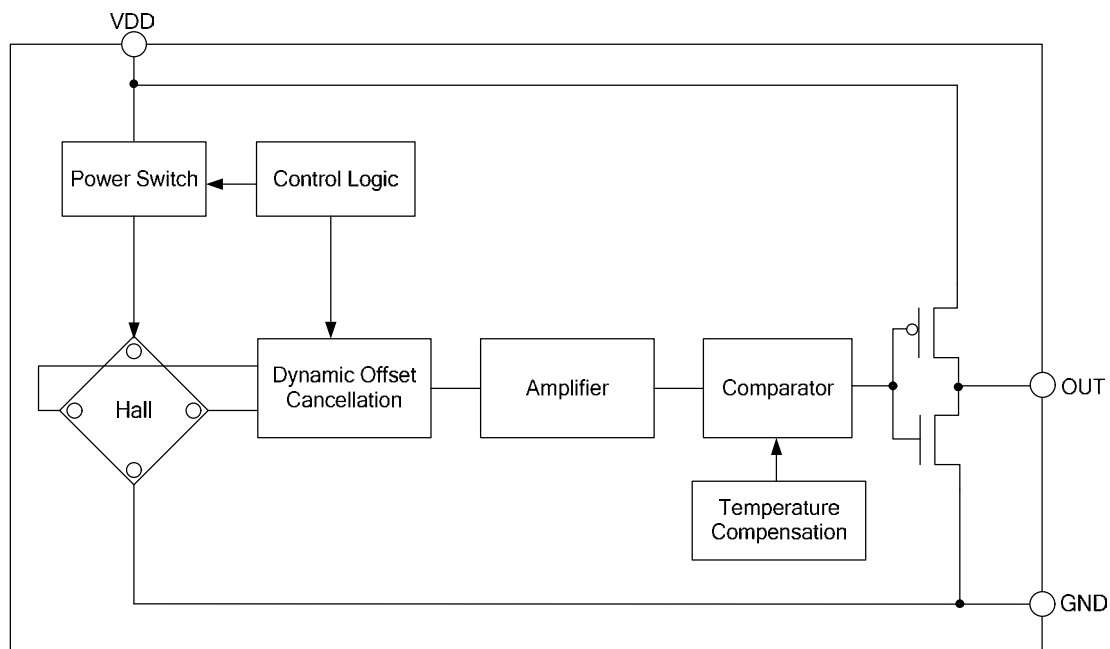 VDD
Power Switch
Control Logic
Hall
Dynamic Offset
Cancellation
Amplifier
Comparator
OUT
Temperature
Compensation
GND